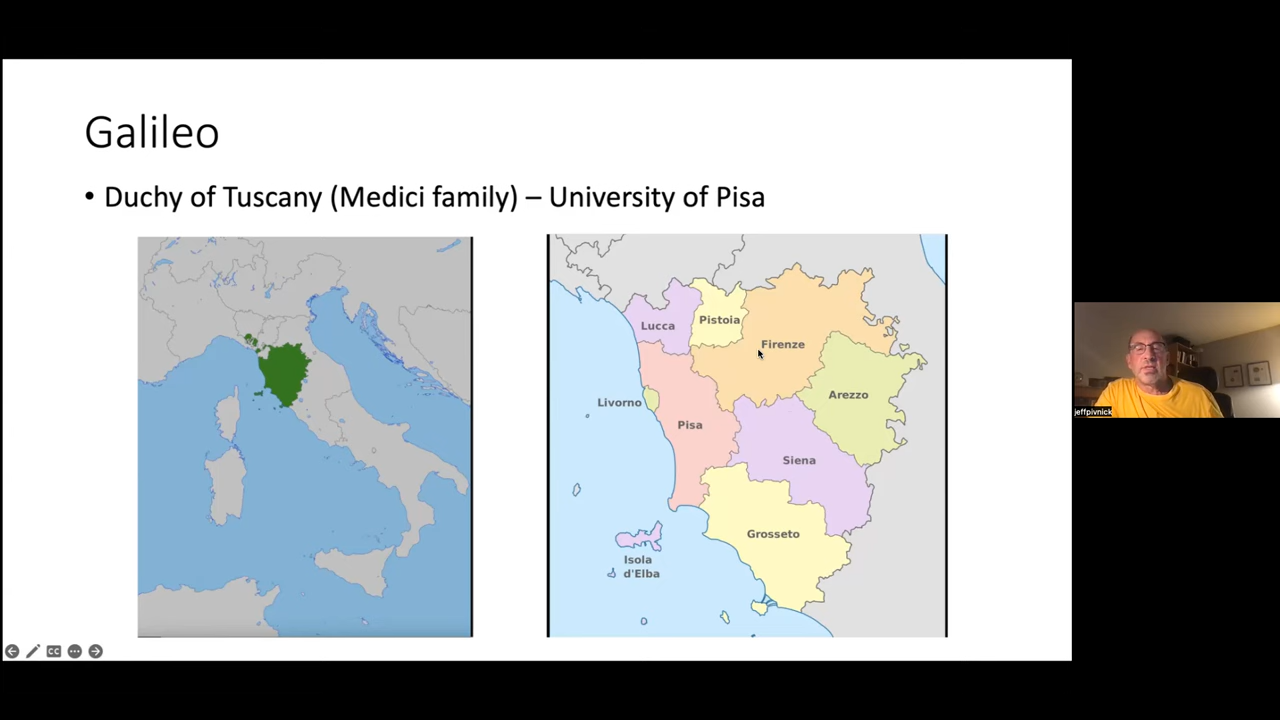 Galileo
• Duchy of Tuscany (Medici family) – University of Pisa
Lucca
Pistoia
Firenze
Livorno
Pisa
Arezzo
Siena
Grosseto
Isola
d'Elba
CC
jeffpivnick